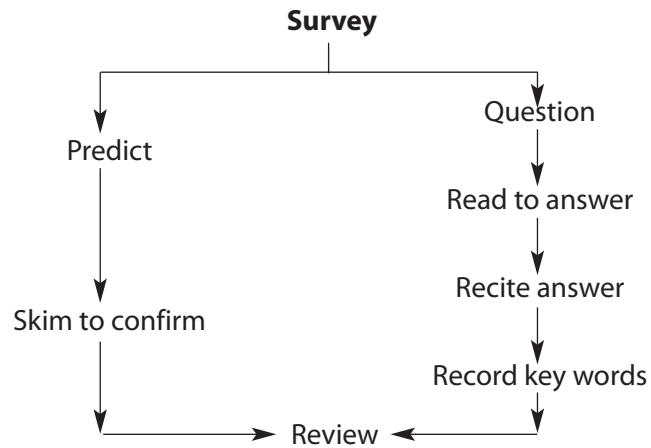 Survey
Question
Predict
Read to answer
Recite answer
Skim to confirm
Record key words
Review